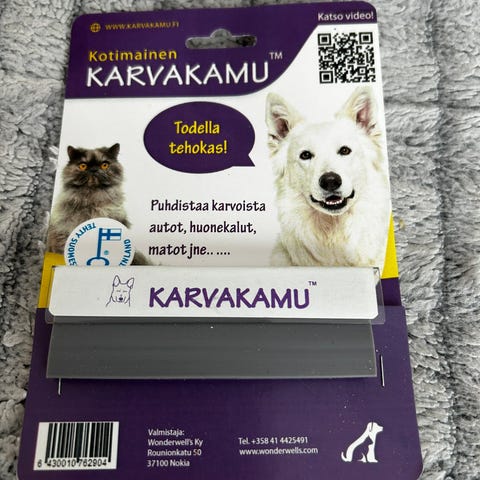 WWW.KARVAKAMU.FI
Katso video!
Kotimainen
KARVAKAMU™
Todella
tehokas!
Puhdistaa karvoista
autot, huonekalut,
matot jne.. ....
KARVAKAMU™
Valmistaja:
Wonderwell's Ky
Rounionkatu 50
37100 Nokia
Tel. +358 41 4425491
www.wonderwells.com
6 430010 762904